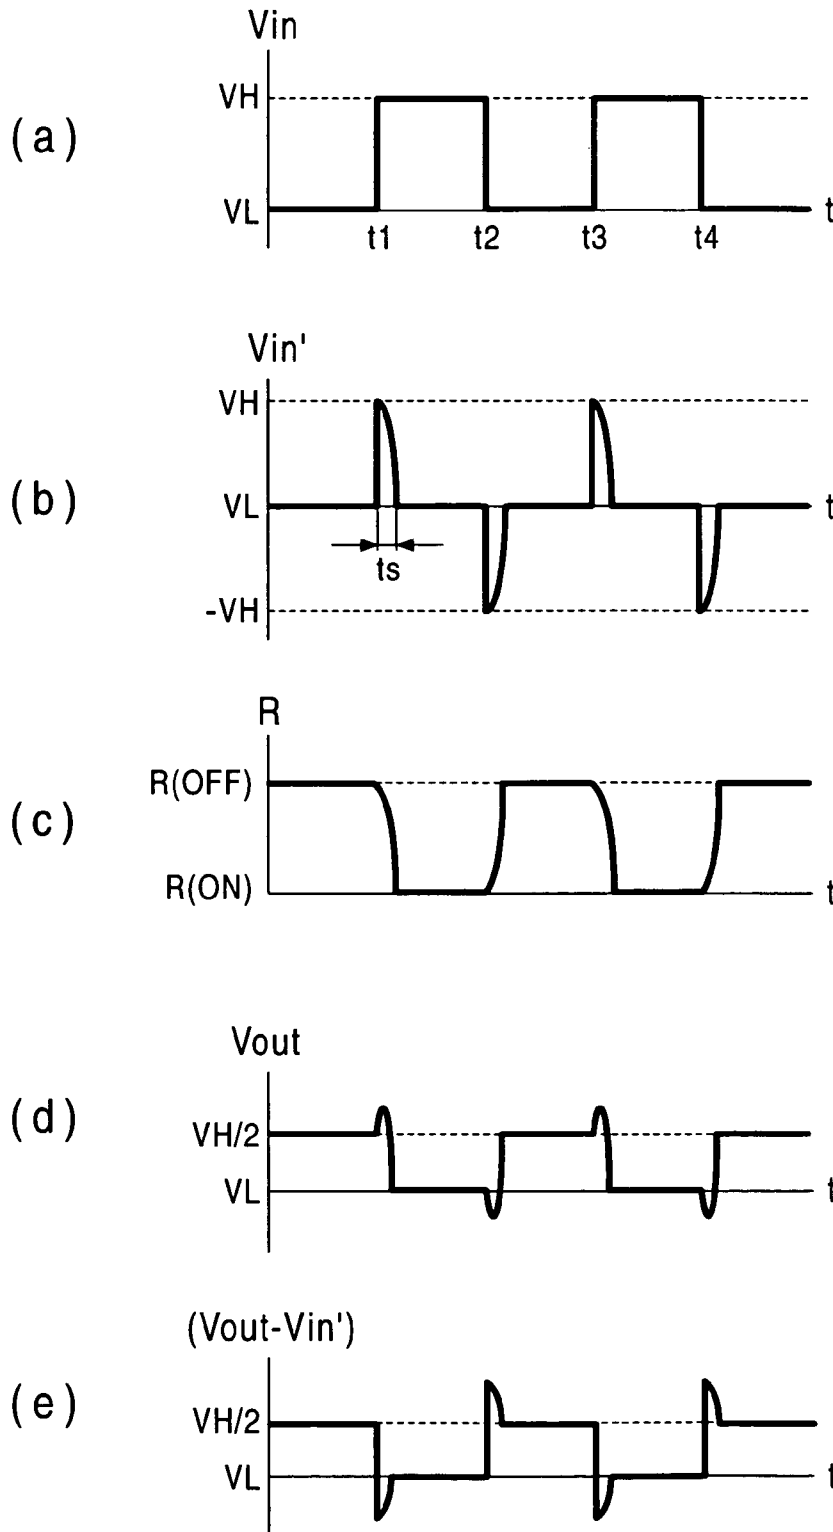 Vin
VH
(a)
VL
t
t1 t2 t3 t4
Vin'
VH
(b)
VL
t
ts
-VH
R
R(OFF)
(c)
R(ON)
t
Vout
(d)
VH/2
VL
t
(Vout-Vin')
(e)
VH/2
VL
t